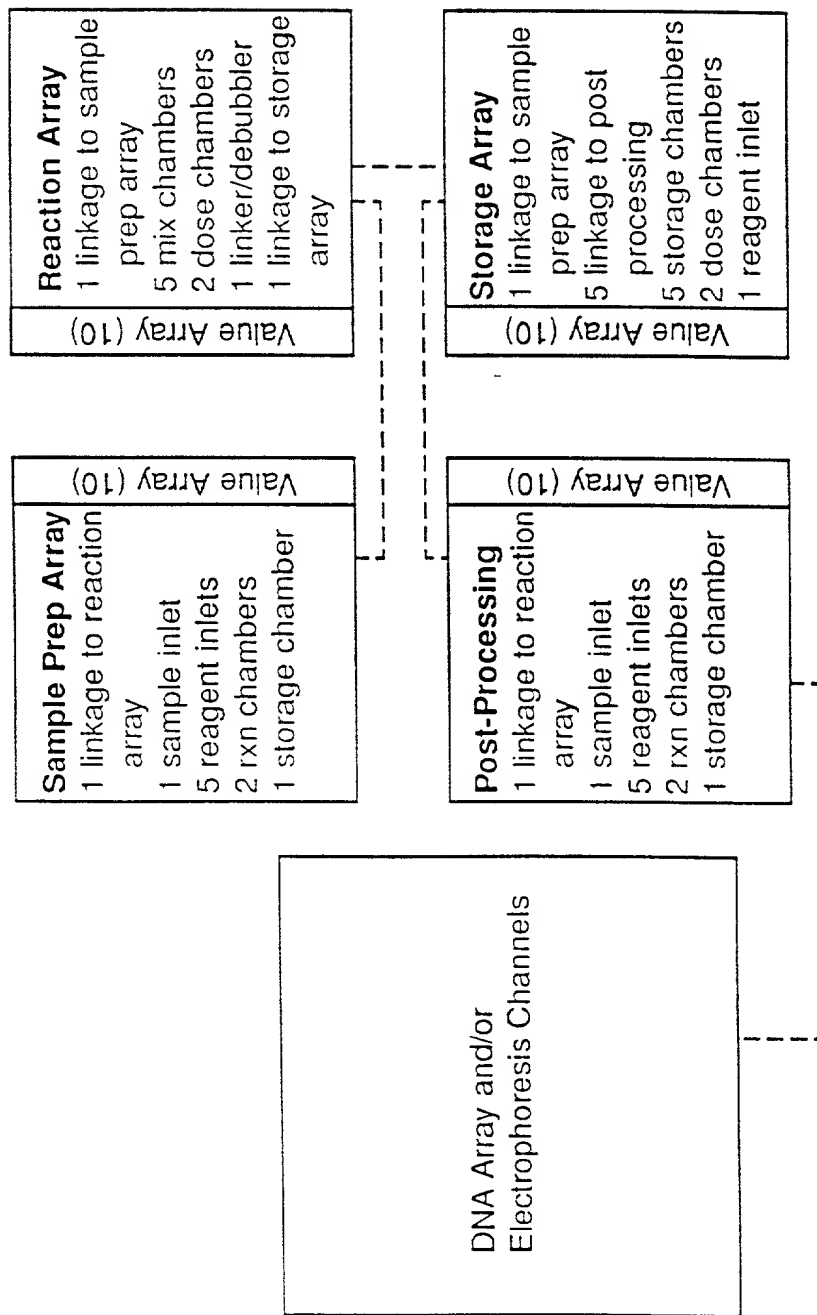 Reaction Array
1 linkage to sample
prep array
5 mix chambers
2 dose chambers
1 linker/debubbler
1 linkage to storage
array
Value Array (10)
Storage Array
1 linkage to sample
prep array
5 linkage to post
processing
5 storage chambers
2 dose chambers
1 reagent inlet
Value Array (10)
Sample Prep Array
1 linkage to reaction
array
1 sample inlet
5 reagent inlets
2 rxn chambers
1 storage chamber
Value Array (10)
Post-Processing
1 linkage to reaction
array
1 sample inlet
5 reagent inlets
2 rxn chambers
1 storage chamber
Value Array (10)
DNA Array and/or
Electrophoresis Channels